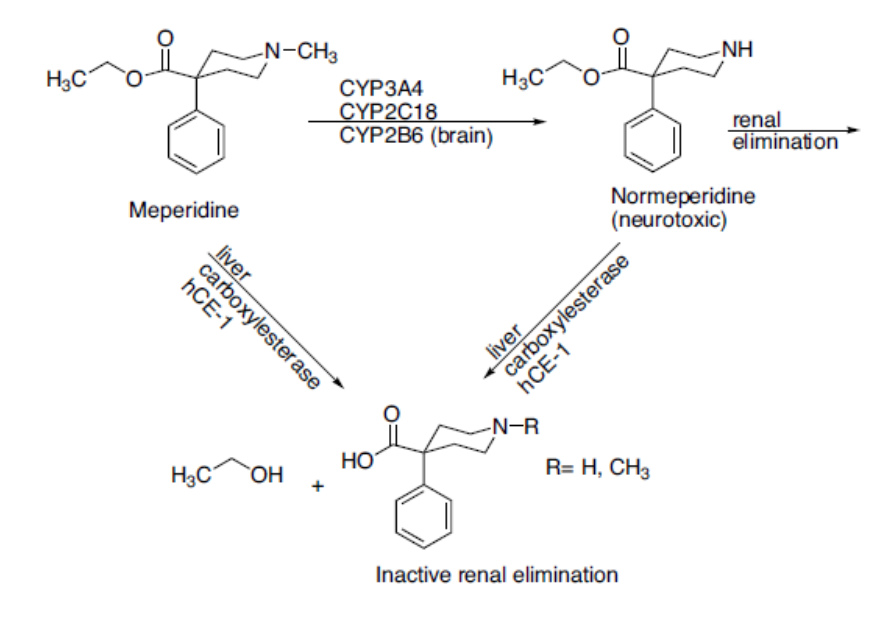 O
N–CH₃
H₃C
O
CYP3A4
CYP2C18
CYP2B6 (brain)
Meperidine
O
NH
H₃C
O
renal
elimination
Normeperidine
(neurotoxic)
liver
carboxylesterase
hCE-1
liver
carboxylesterase
hCE-1
H₃C
OH
+
O
N–R
HO
R= H, CH₃
Inactive renal elimination